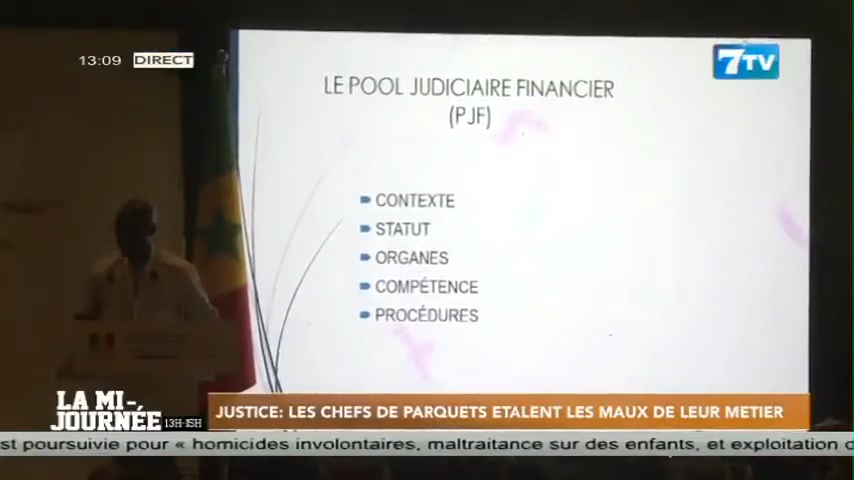 13:09 DIRECT
7TV
LE POOL JUDICIAIRE FINANCIER
(PJF)
CONTEXTE
STATUT
ORGANES
COMPÉTENCE
PROCÉDURES
LA MI-
JOURNÉE 13H-15H
JUSTICE: LES CHEFS DE PARQUETS ETALENT LES MAUX DE LEUR METIER
st poursuivie pour « homicides involontaires, maltraitance sur des enfants, et exploitation